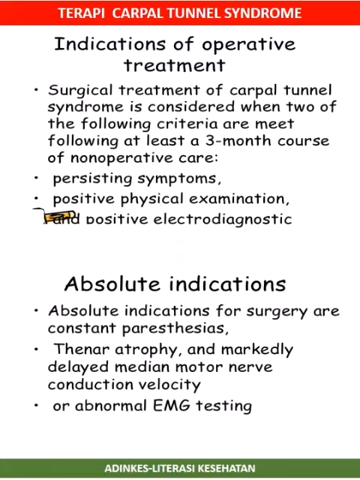 TERAPI CARPAL TUNNEL SYNDROME
Indications of operative
treatment
• Surgical treatment of carpal tunnel
syndrome is considered when two of
the following criteria are meet
following at least a 3-month course
of nonoperative care:
• persisting symptoms,
• positive physical examination,
and positive electrodiagnostic
Absolute indications
• Absolute indications for surgery are
constant paresthesias,
• Thenar atrophy, and markedly
delayed median motor nerve
conduction velocity
• or abnormal EMG testing
ADINKES-LITERASI KESEHATAN